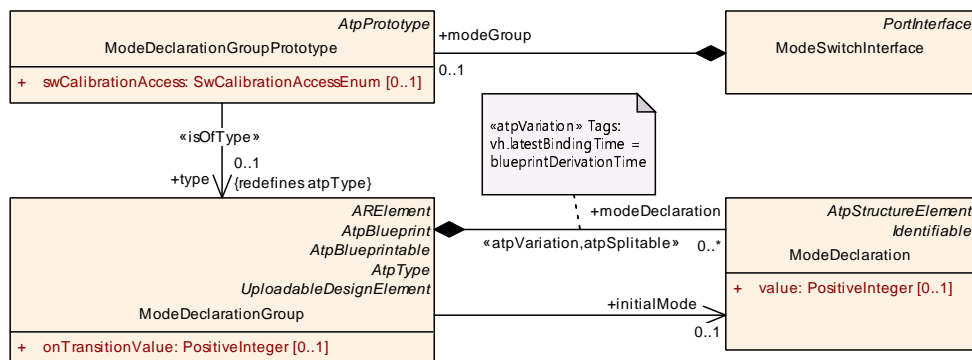 AtpPrototype
ModeDeclarationGroupPrototype
+ swCalibrationAccess: SwCalibrationAccessEnum [0..1]
+modeGroup
0..1
PortInterface
ModeSwitchInterface
«atpVariation» Tags:
vh.latestBindingTime =
blueprintDerivationTime
«isOfType»
0..1
+type
{redefines atpType}
ARElement
AtpBlueprint
AtpBlueprintable
AtpType
UploadableDesignElement
ModeDeclarationGroup
+ onTransitionValue: PositiveInteger [0..1]
+modeDeclaration
«atpVariation,atpSplitable»
0..*
+initialMode
0..1
AtpStructureElement
Identifiable
ModeDeclaration
+ value: PositiveInteger [0..1]